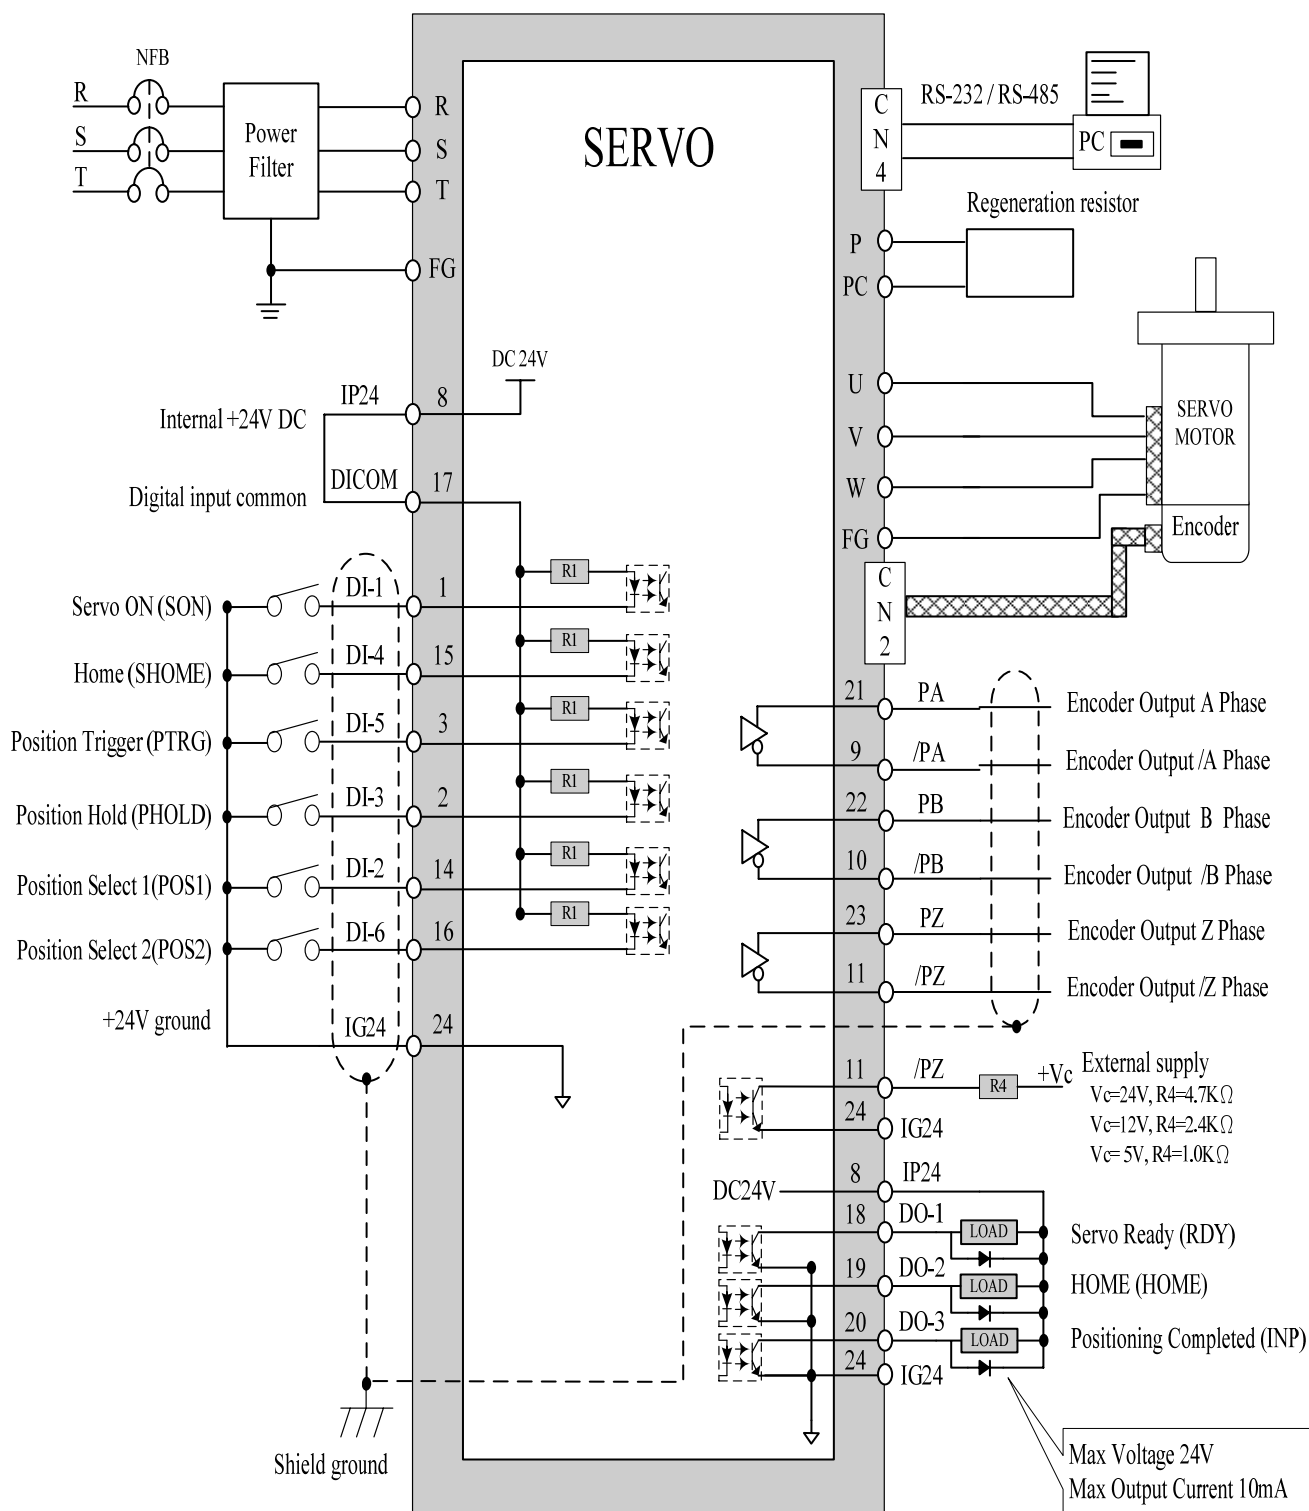 NFB
R
S
T
Power
Filter
R
S
T
FG
SERVO
C
N
4
RS-232 / RS-485
PC
Regeneration resistor
P
PC
U
V
W
FG
SERVO
MOTOR
Encoder
C
N
2
DC 24V
Internal +24V DC
IP24
8
Digital input common
DICOM
17
R1
Servo ON (SON)
DI-1
1
R1
Home (SHOME)
DI-4
15
R1
Position Trigger (PTRG)
DI-5
3
R1
Position Hold (PHOLD)
DI-3
2
R1
Position Select 1(POS1)
DI-2
14
R1
Position Select 2(POS2)
DI-6
16
+24V ground
IG24
24
Shield ground
21
PA
Encoder Output A Phase
9
/PA
Encoder Output /A Phase
22
PB
Encoder Output B Phase
10
/PB
Encoder Output /B Phase
23
PZ
Encoder Output Z Phase
11
/PZ
Encoder Output /Z Phase
11
/PZ
R4
+Vc
External supply
Vc=24V, R4=4.7KΩ
Vc=12V, R4=2.4KΩ
Vc= 5V, R4=1.0KΩ
24
IG24
DC24V
8
IP24
18
DO-1
LOAD
Servo Ready (RDY)
19
DO-2
LOAD
HOME (HOME)
20
DO-3
LOAD
Positioning Completed (INP)
24
IG24
Max Voltage 24V
Max Output Current 10mA